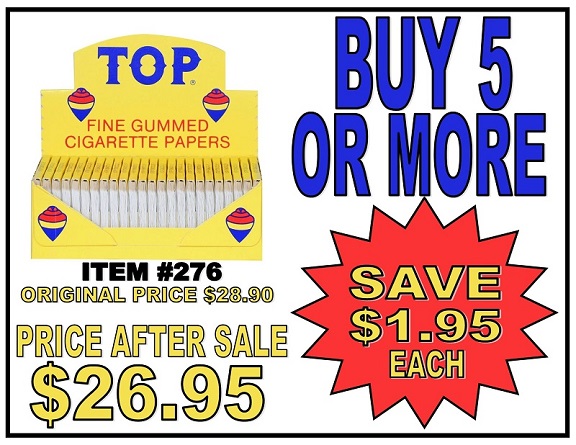 TOP
FINE GUMMED
CIGARETTE PAPERS
ITEM #276
ORIGINAL PRICE $28.90
PRICE AFTER SALE
$26.95
BUY 5
OR MORE
SAVE
$1.95
EACH